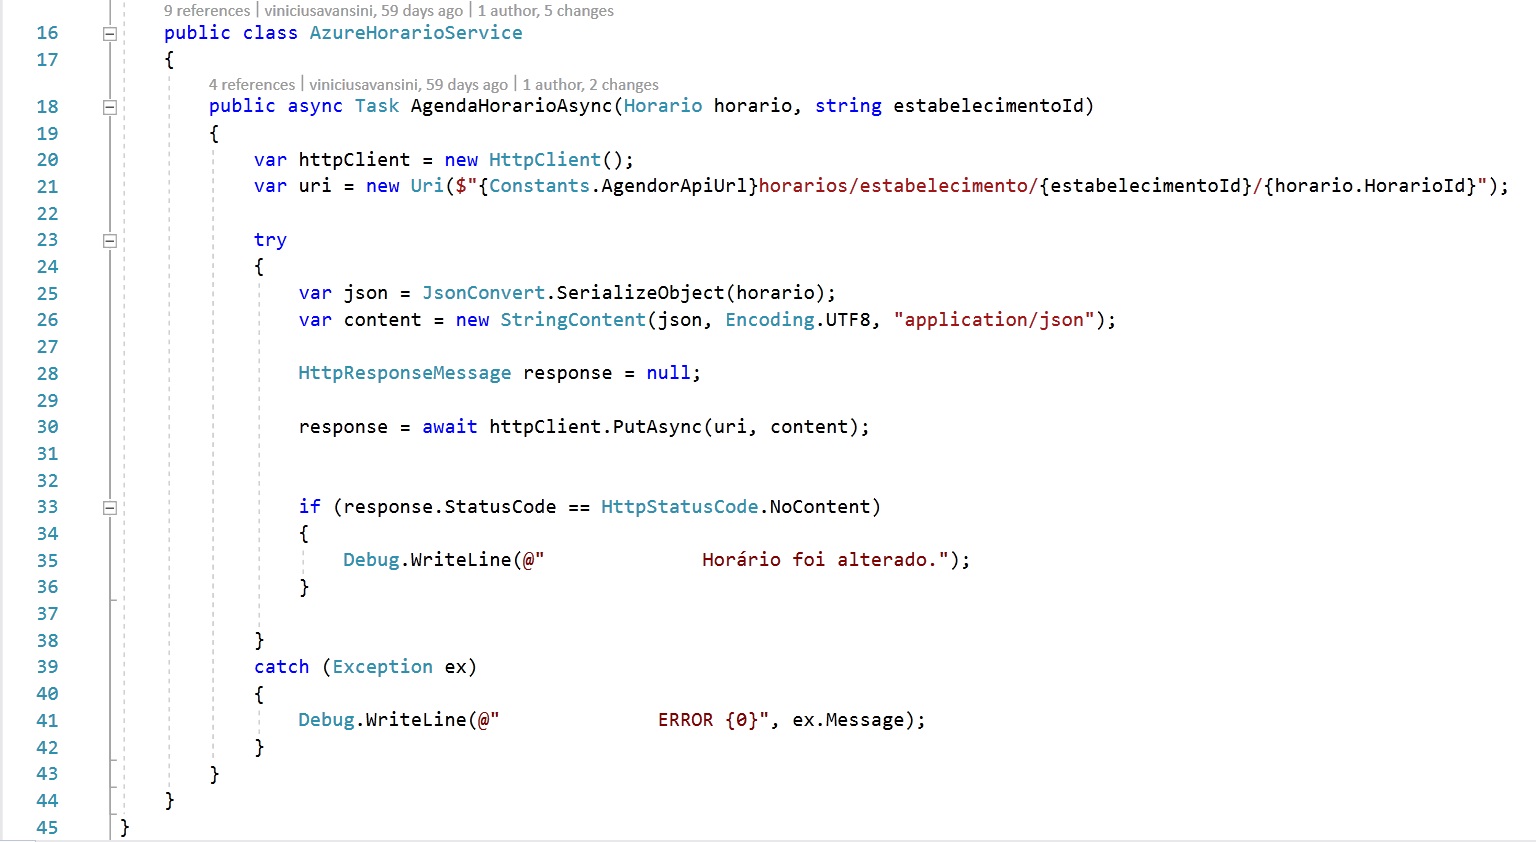 9 references | viniciusavansini, 59 days ago | 1 author, 5 changes
16 public class AzureHorarioService
17 {
4 references | viniciusavansini, 59 days ago | 1 author, 2 changes
18 public async Task AgendaHorarioAsync(Horario horario, string estabelecimentoId)
19 {
20 var httpClient = new HttpClient();
21 var uri = new Uri($"{Constants.AgendorApiUrl}horarios/estabelecimento/{estabelecimentoId}/{horario.HorarioId}");
22
23 try
24 {
25 var json = JsonConvert.SerializeObject(horario);
26 var content = new StringContent(json, Encoding.UTF8, "application/json");
27
28 HttpResponseMessage response = null;
29
30 response = await httpClient.PutAsync(uri, content);
31
32
33 if (response.StatusCode == HttpStatusCode.NoContent)
34 {
35 Debug.WriteLine(@"              Horário foi alterado.");
36 }
37
38 }
39 catch (Exception ex)
40 {
41 Debug.WriteLine(@"              ERROR {0}", ex.Message);
42 }
43 }
44 }
45 }